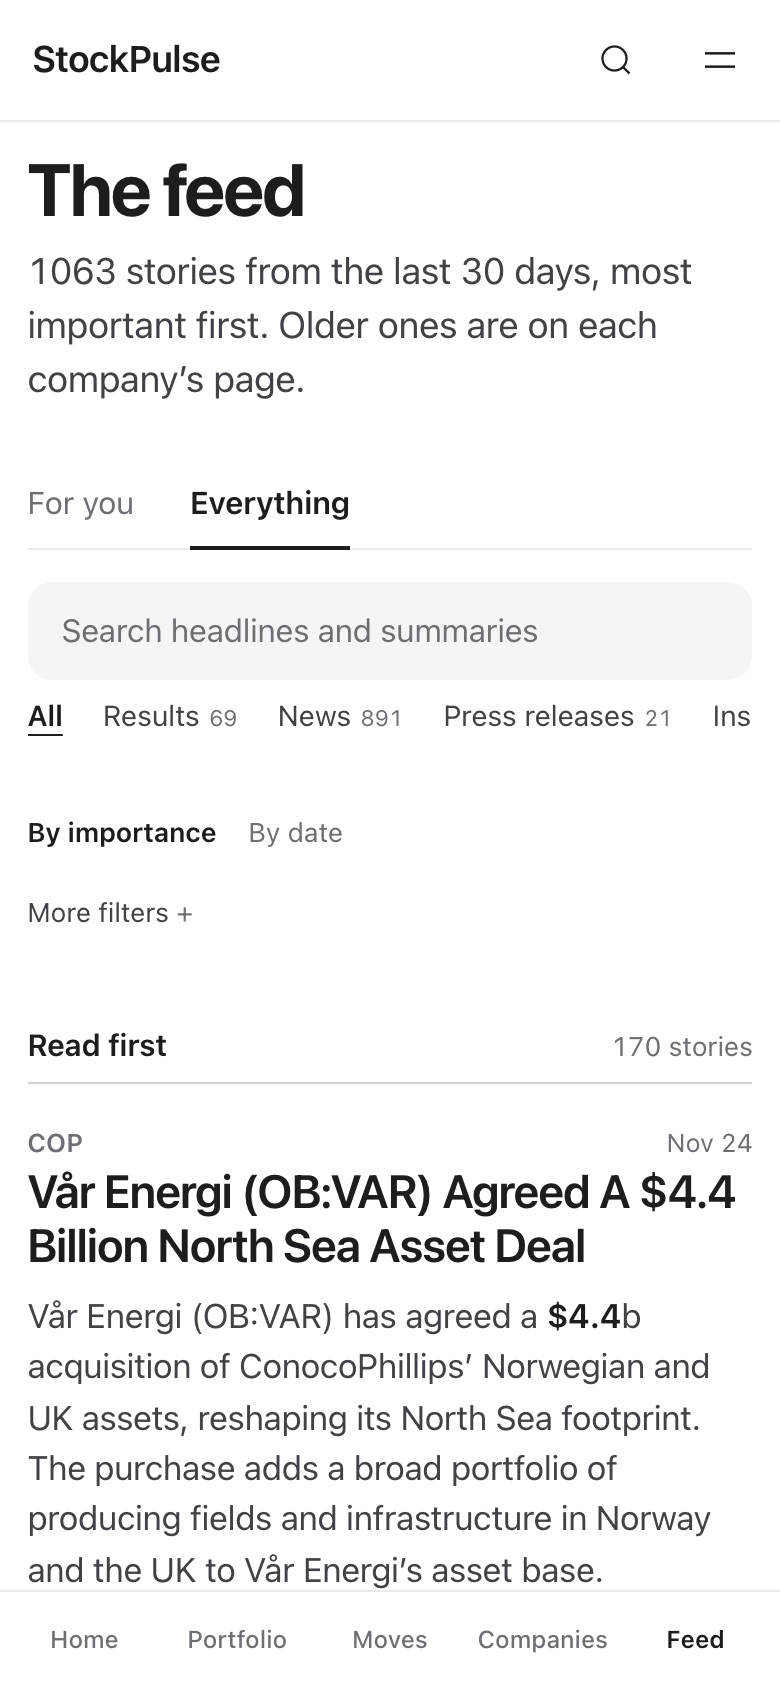 StockPulse
The feed
1063 stories from the last 30 days, most
important first. Older ones are on each
company’s page.
For you Everything
Search headlines and summaries
All Results 69 News 891 Press releases 21 Ins
By importance By date
More filters +
Read first 170 stories
COP Nov 24
Vår Energi (OB:VAR) Agreed A $4.4
Billion North Sea Asset Deal
Vår Energi (OB:VAR) has agreed a $4.4b
acquisition of ConocoPhillips’ Norwegian and
UK assets, reshaping its North Sea footprint.
The purchase adds a broad portfolio of
producing fields and infrastructure in Norway
and the UK to Vår Energi’s asset base.
Home Portfolio Moves Companies Feed